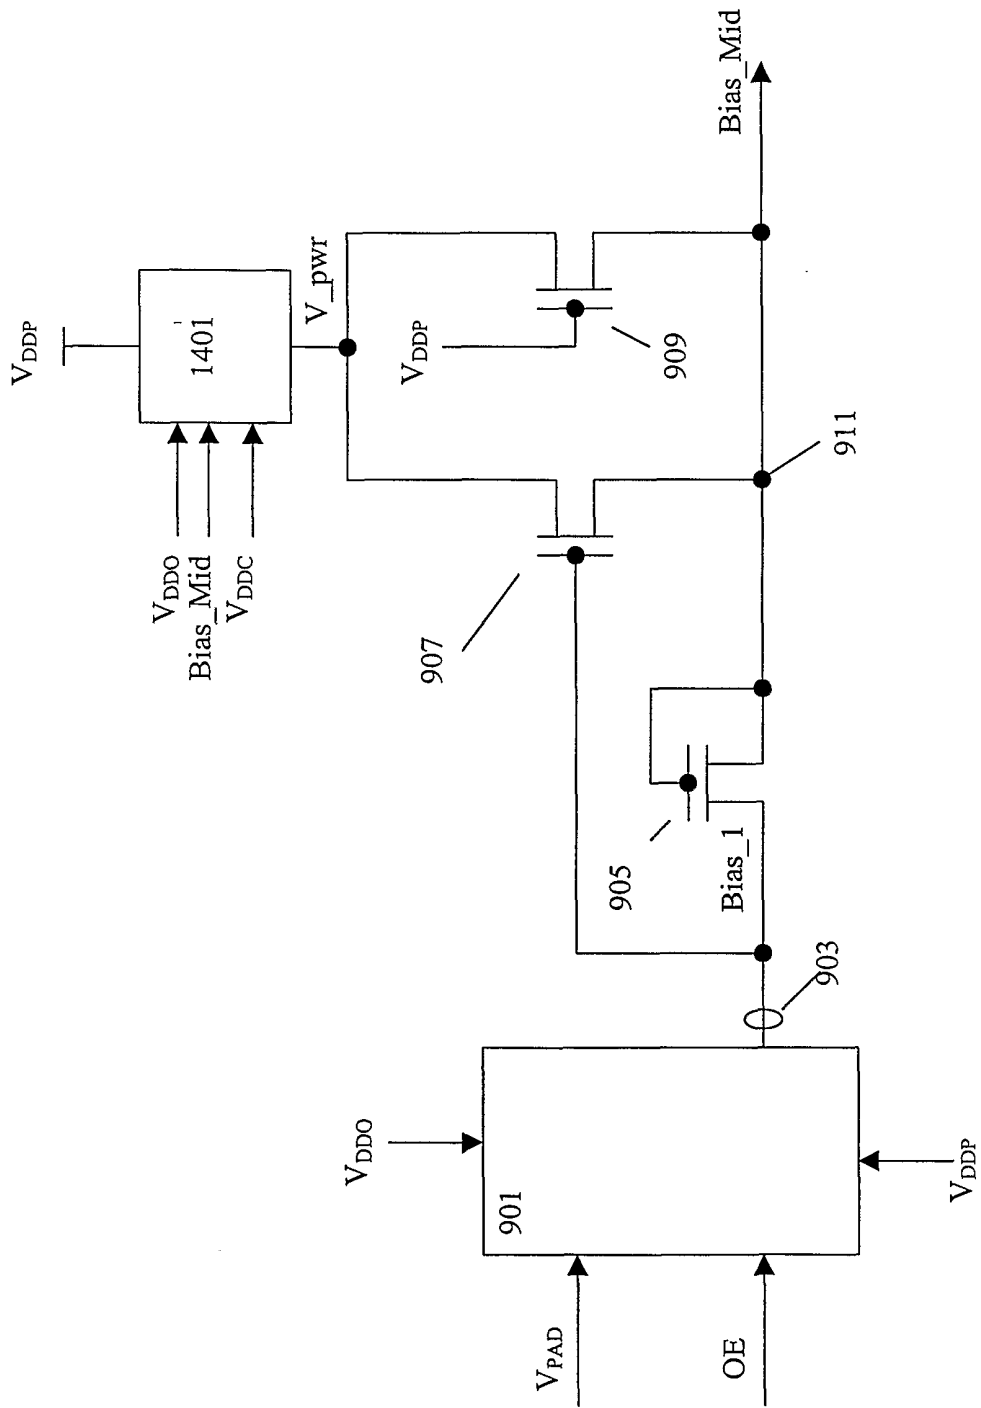 V_DDP
1401
V_DDO
Bias_Mid
V_DDC
V_pwr
V_DDP
909
907
Bias_Mid
911
905
Bias_1
903
V_DDO
901
V_PAD
OE
V_DDP